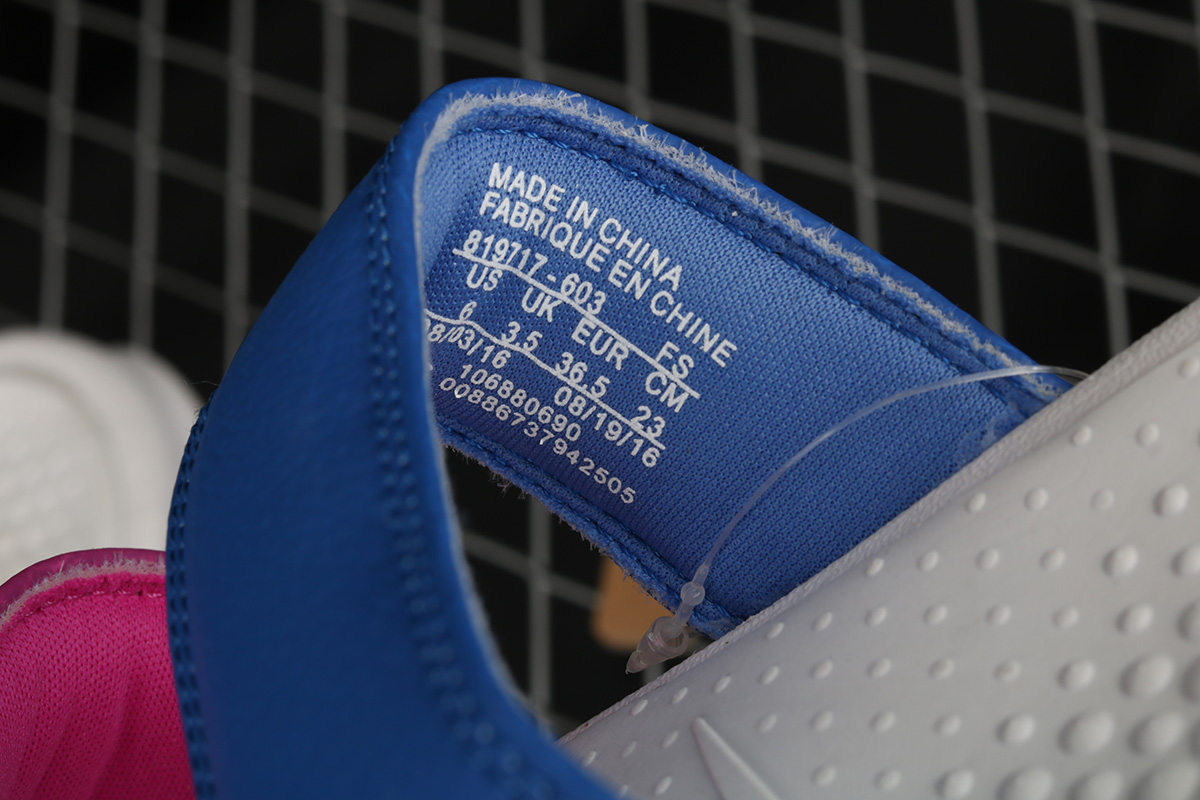 MADE IN CHINA
FABRIQUE EN CHINE
819717-603 FS
US UK EUR CM
6 3.5 36.5 23
08/03/16 08/19/16
106880690
00886737942505